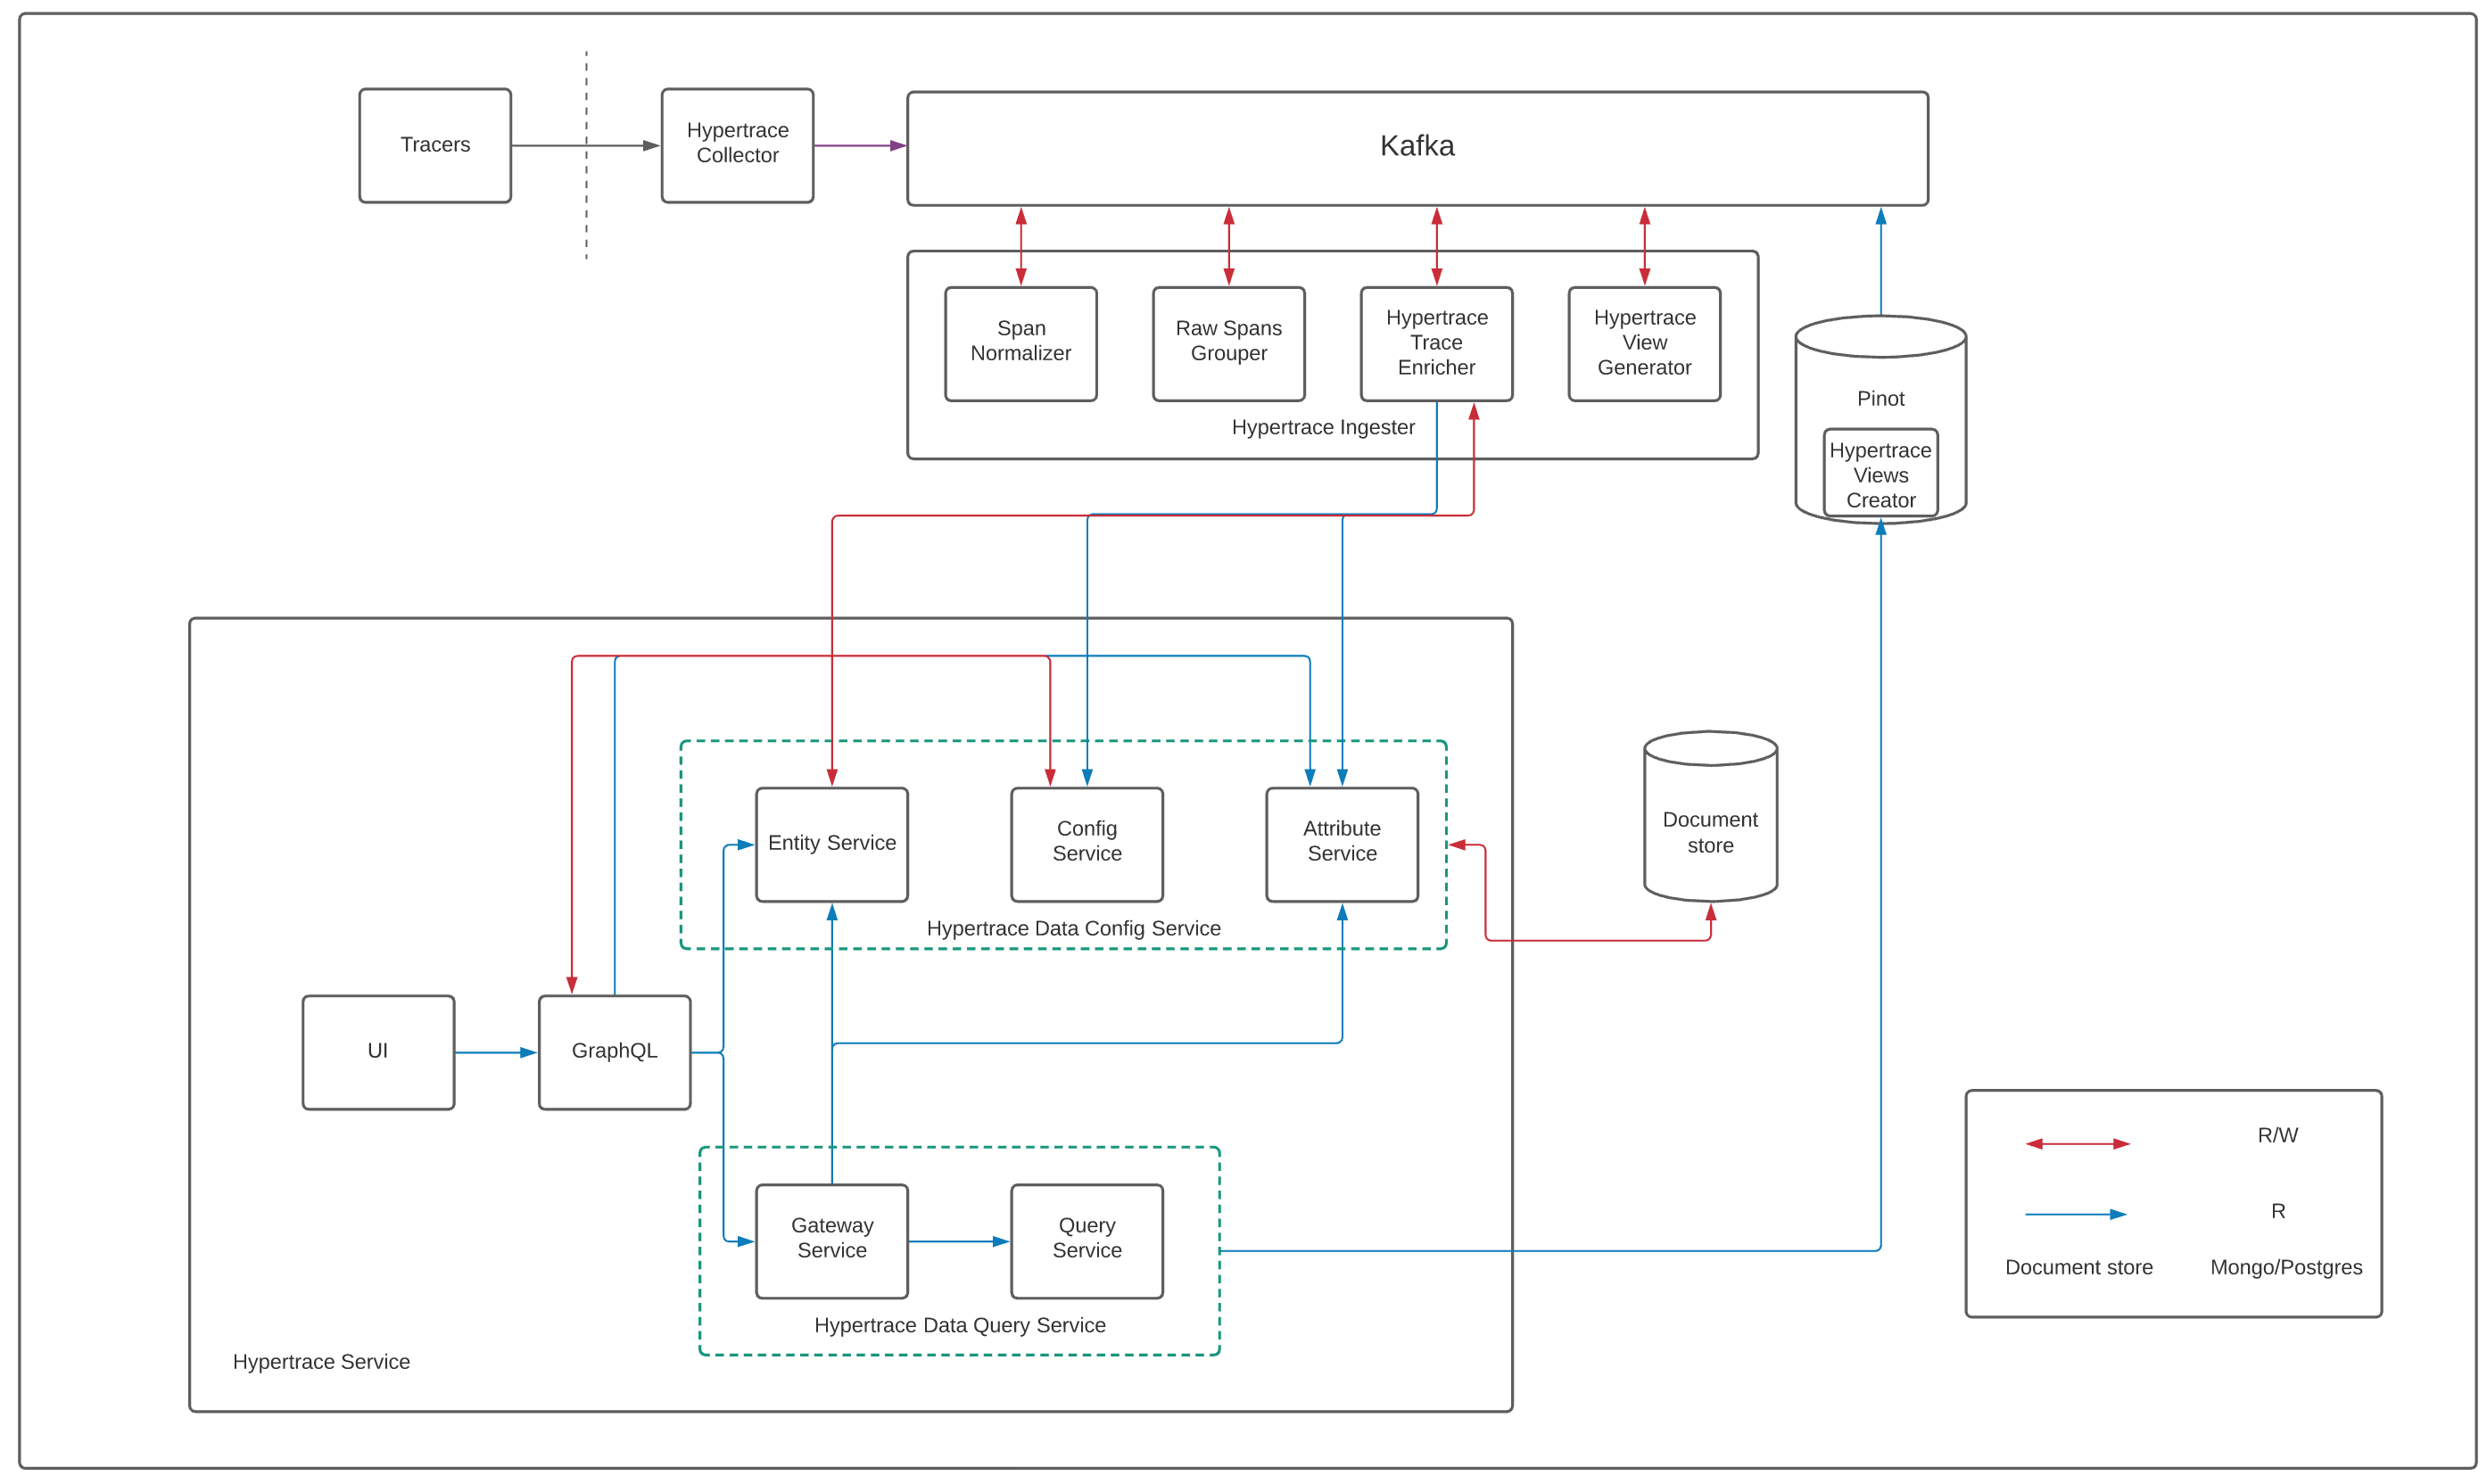 Tracers
Hypertrace
Collector
Kafka
Span
Normalizer
Raw Spans
Grouper
Hypertrace
Trace
Enricher
Hypertrace
View
Generator
Hypertrace Ingester
Pinot
Hypertrace
Views
Creator
Entity Service
Config
Service
Attribute
Service
Hypertrace Data Config Service
Document
store
UI
GraphQL
Gateway
Service
Query
Service
Hypertrace Data Query Service
Hypertrace Service
R/W
R
Document store
Mongo/Postgres